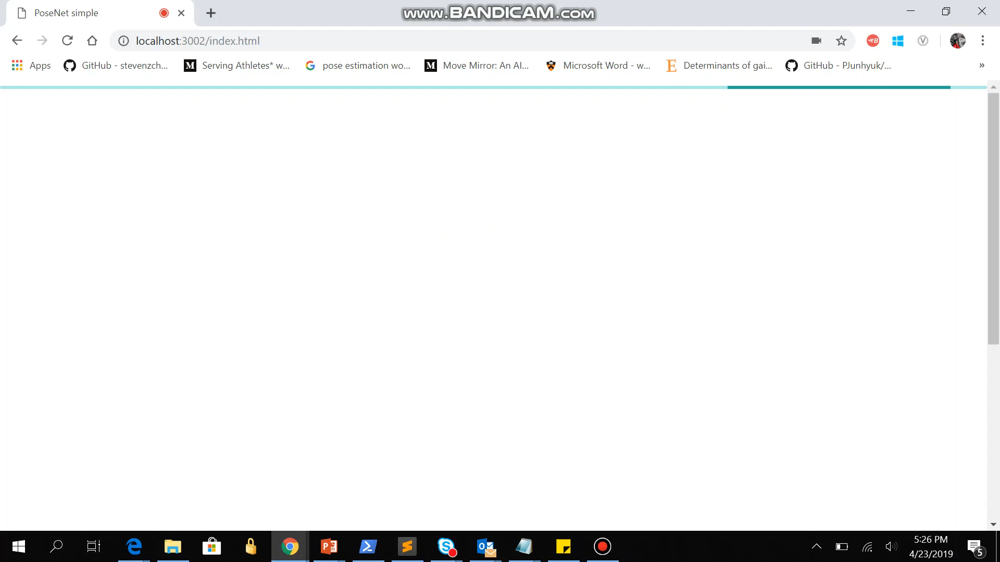 PoseNet simple
www.BANDICAM.com
localhost:3002/index.html
Apps
GitHub - stevenzch...
Serving Athletes* w...
pose estimation wo...
Move Mirror: An AI...
Microsoft Word - w...
Determinants of gai...
GitHub - PJunhyuk/...
5:26 PM
4/23/2019
5